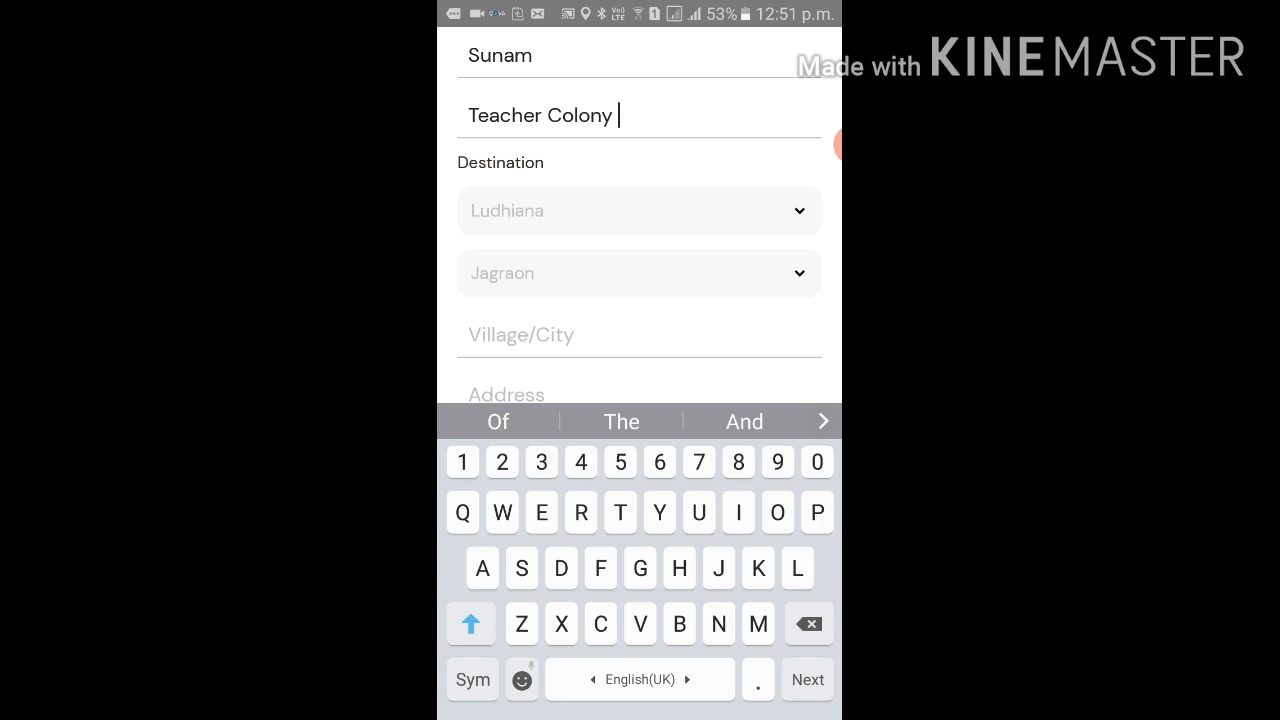 53% 12:51 p.m.
Made with KINEMASTER
Sunam
Teacher Colony
Destination
Ludhiana
Jagraon
Village/City
Address
Of The And
1 2 3 4 5 6 7 8 9 0
Q W E R T Y U I O P
A S D F G H J K L
Z X C V B N M
Sym English(UK) . Next